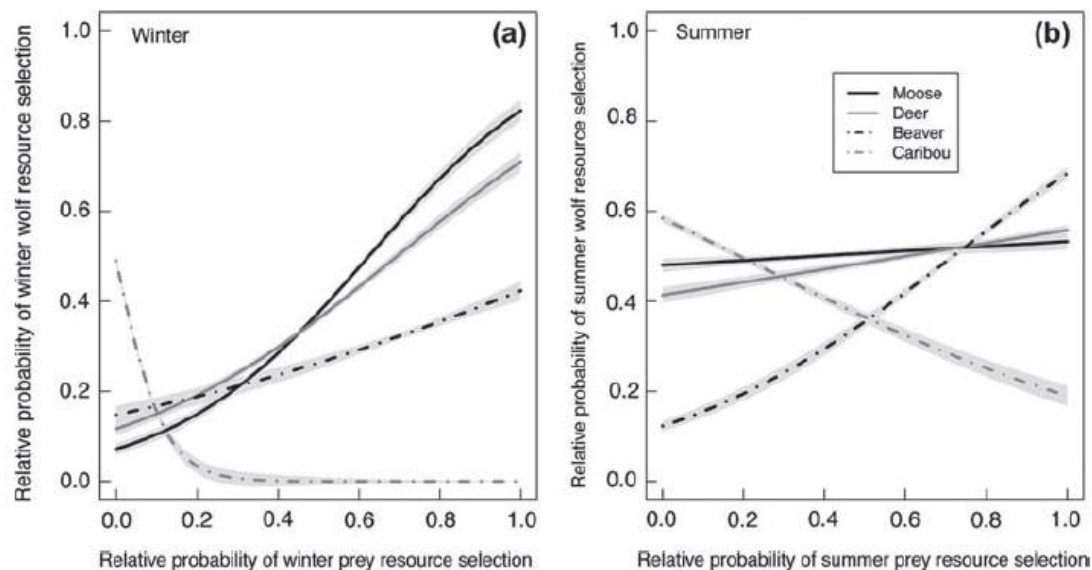 Winter
(a)
Relative probability of winter wolf resource selection
1.0
0.8
0.6
0.4
0.2
0.0
0.0 0.2 0.4 0.6 0.8 1.0
Relative probability of winter prey resource selection
Summer
(b)
Moose
Deer
Beaver
Caribou
Relative probability of summer wolf resource selection
1.0
0.8
0.6
0.4
0.2
0.0
0.0 0.2 0.4 0.6 0.8 1.0
Relative probability of summer prey resource selection